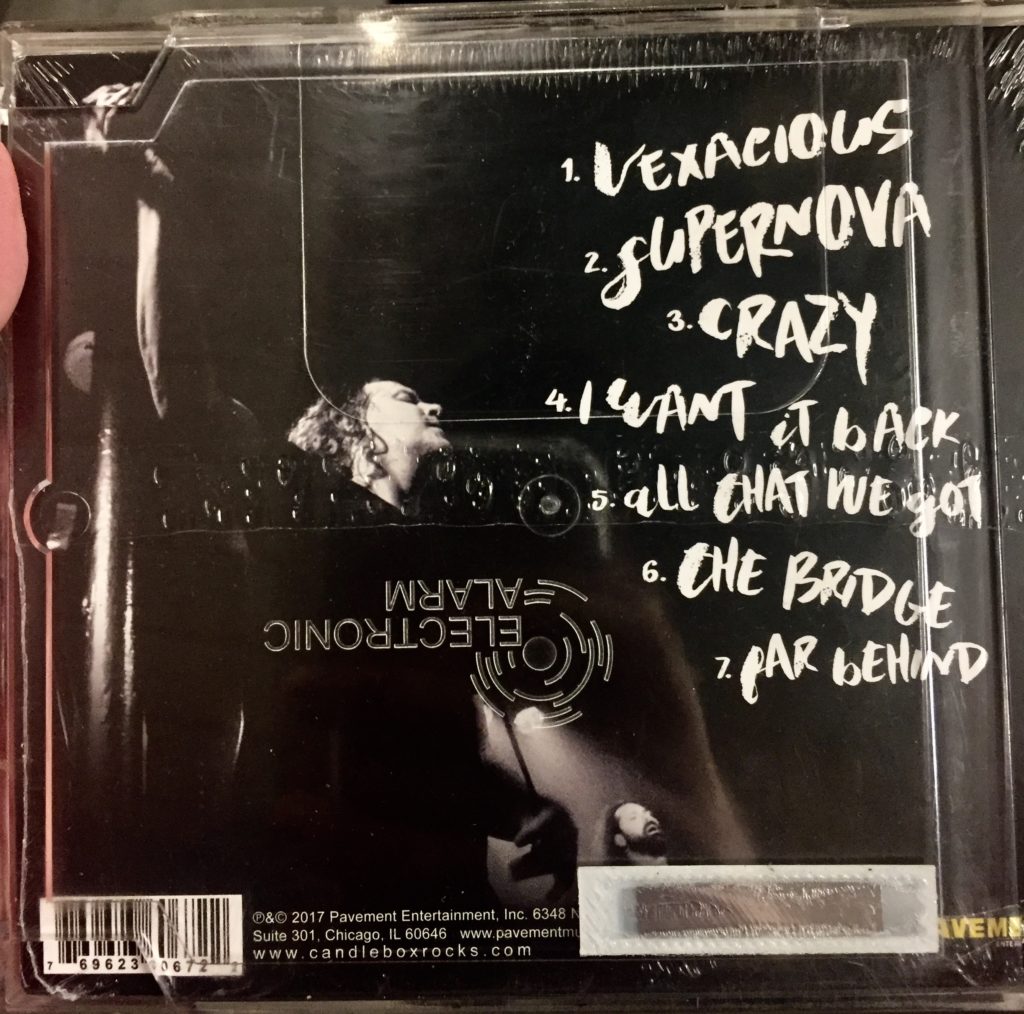 1. VEXACIOUS
2. SUPERNOVA
3. CRAZY
4. I WANT iT bACK
5. all THAT WE goT
6. THE BRiDGE
7. fAR bEHIND
ELECTRONIC
ALARM
℗&© 2017 Pavement Entertainment, Inc. 6348 N
Suite 301, Chicago, IL 60646 www.pavementmu
www.candleboxrocks.com
7 69623 0672 2
AVEM